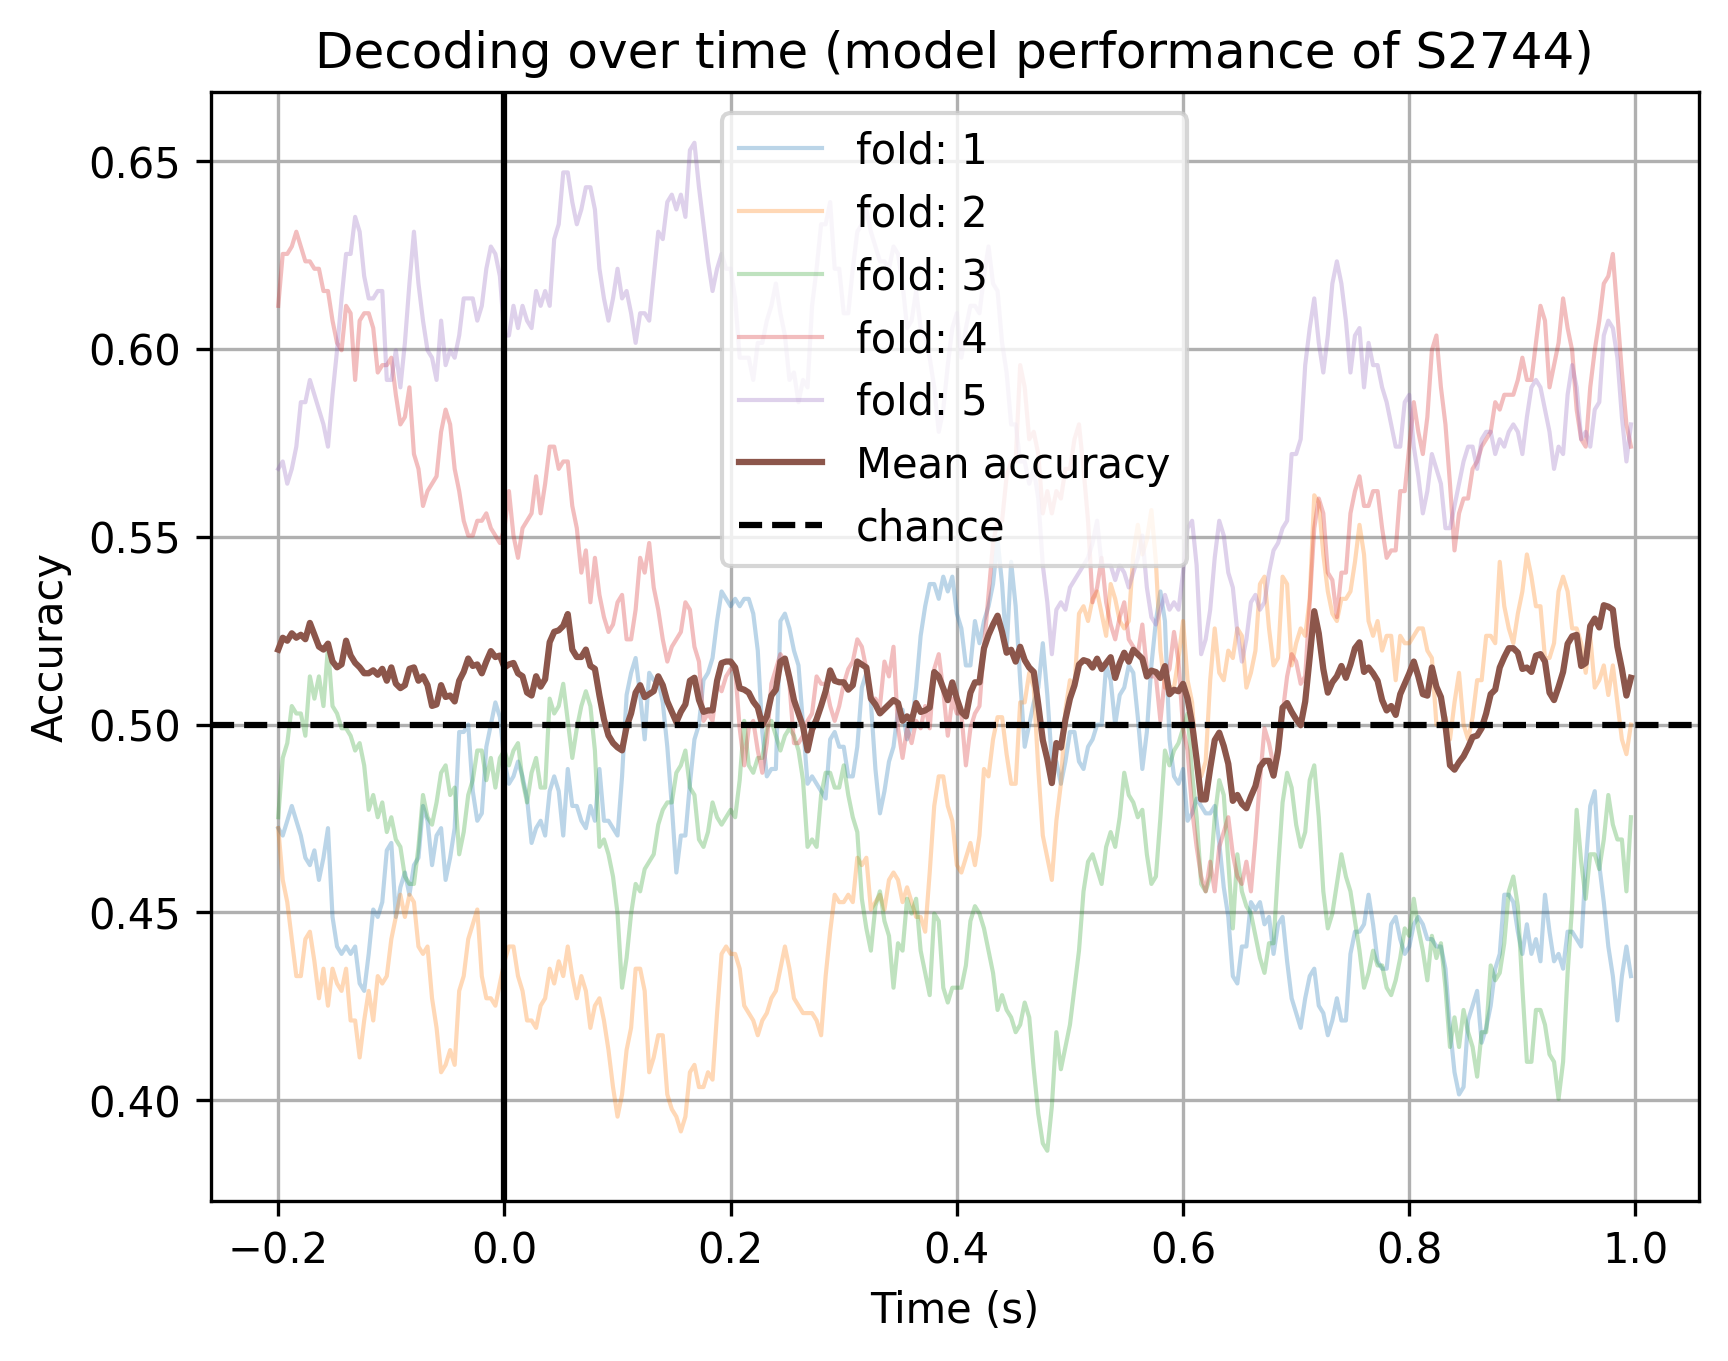 Decoding over time (model performance of S2744)
fold: 1
fold: 2
fold: 3
fold: 4
fold: 5
Mean accuracy
chance
Accuracy
0.65
0.60
0.55
0.50
0.45
0.40
−0.2 0.0 0.2 0.4 0.6 0.8 1.0
Time (s)